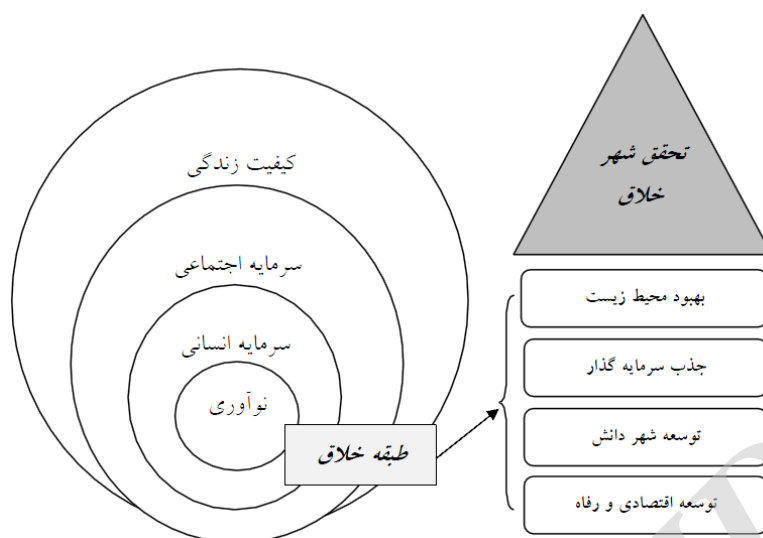 تحقق شهر
خلاق
کیفیت زندگی
سرمایه اجتماعی
سرمایه انسانی
نوآوری
طبقه خلاق
بهبود محیط زیست
جذب سرمایه گذار
توسعه شهر دانش
توسعه اقتصادی و رفاه